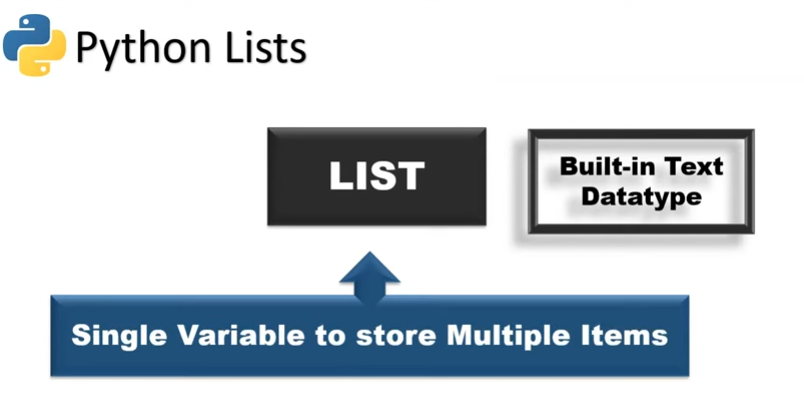 Python Lists
LIST
Built-in Text
Datatype
Single Variable to store Multiple Items